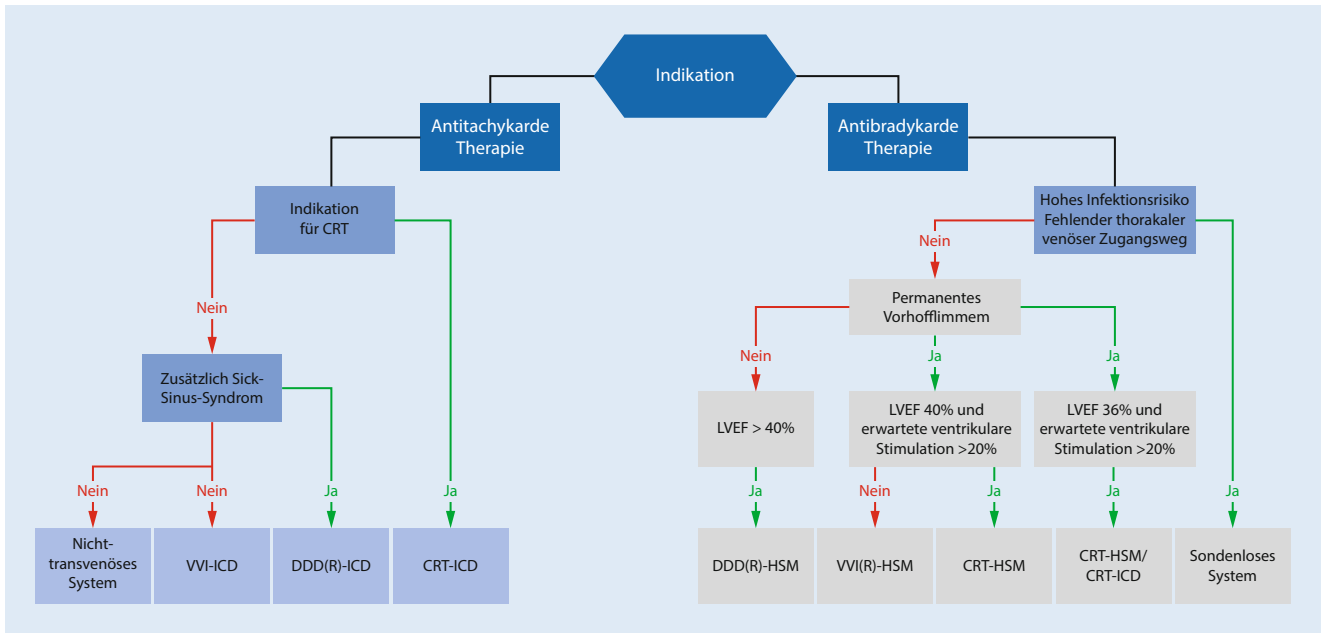 Indikation
Antitachykarde
Therapie
Antibradykarde
Therapie
Indikation
für CRT
Hohes Infektionsrisiko
Fehlender thorakaler
venöser Zugangsweg
Nein
Nein
Permanentes
Vorhofflimmem
Zusätzlich Sick-
Sinus-Syndrom
Nein
Ja
Ja
LVEF > 40%
LVEF 40% und
erwartete ventrikulare
Stimulation >20%
LVEF 36% und
erwartete ventrikulare
Stimulation >20%
Nein
Nein
Ja
Ja
Ja
Nein
Ja
Ja
Ja
Nicht-
transvenöses
System
VVI-ICD
DDD(R)-ICD
CRT-ICD
DDD(R)-HSM
VVI(R)-HSM
CRT-HSM
CRT-HSM/
CRT-ICD
Sondenloses
System